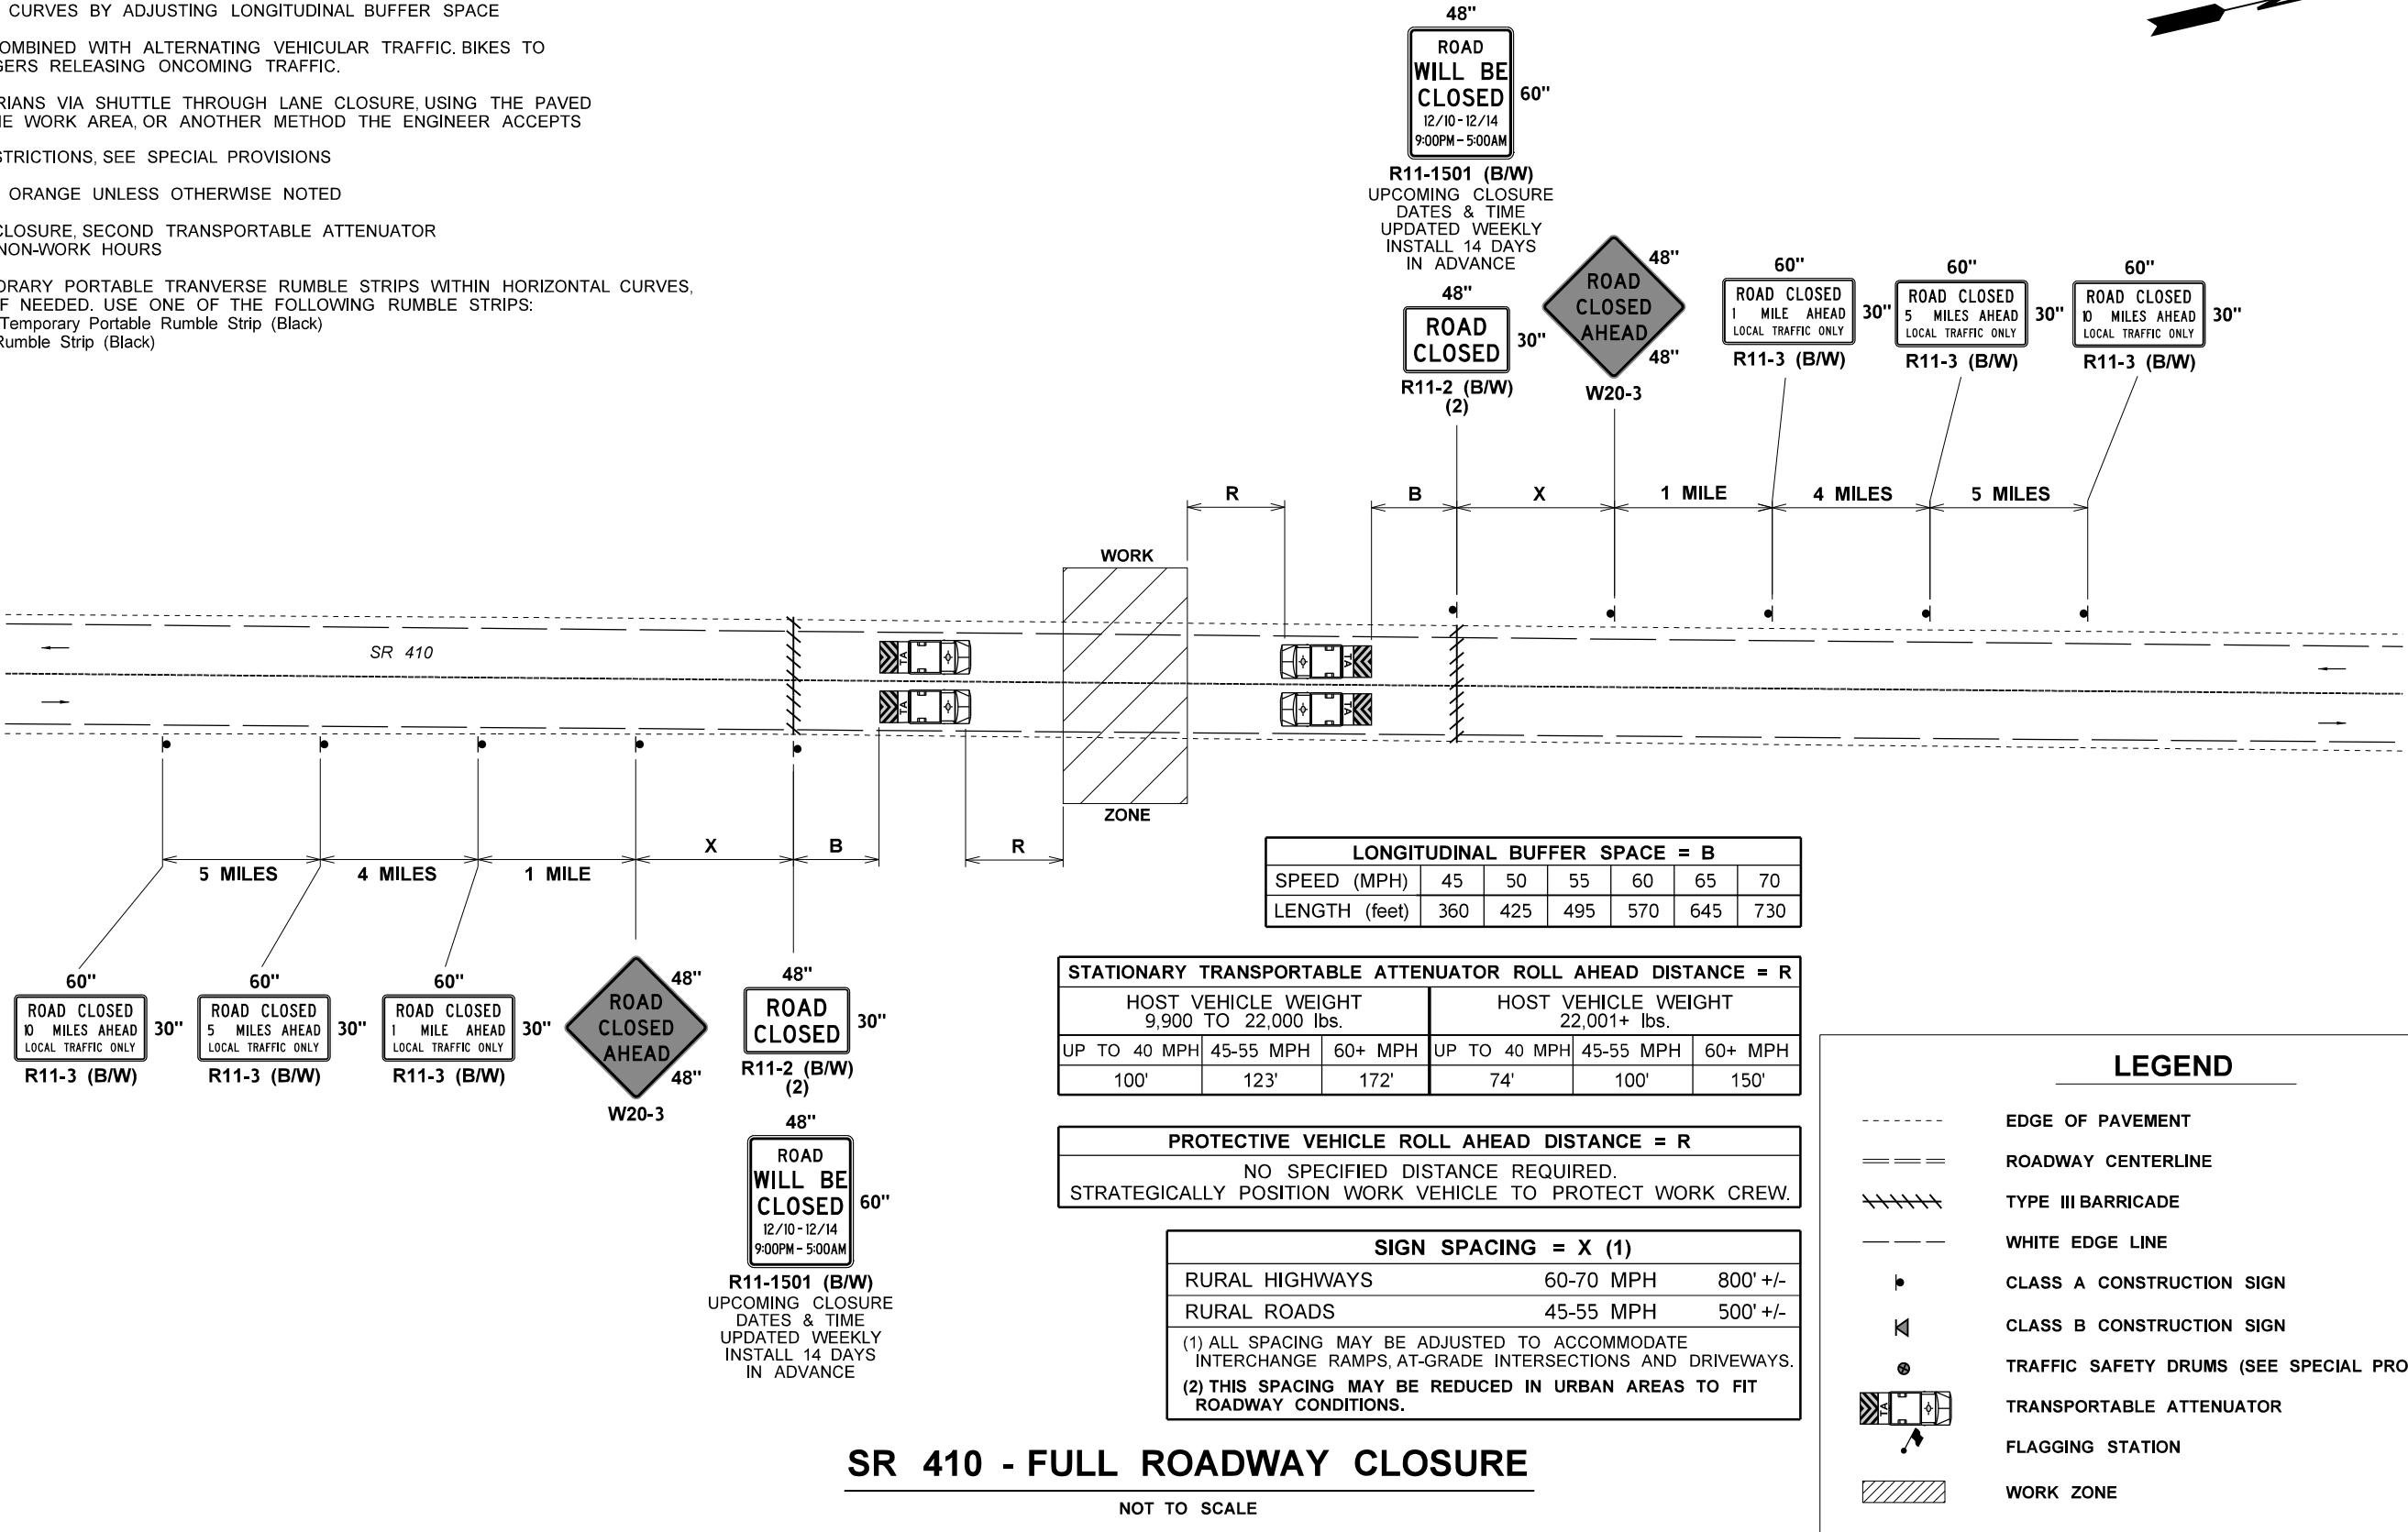 CURVES BY ADJUSTING LONGITUDINAL BUFFER SPACE
OMBINED WITH ALTERNATING VEHICULAR TRAFFIC. BIKES TO
GERS RELEASING ONCOMING TRAFFIC.
RIANS VIA SHUTTLE THROUGH LANE CLOSURE, USING THE PAVED
HE WORK AREA, OR ANOTHER METHOD THE ENGINEER ACCEPTS
STRICTIONS, SEE SPECIAL PROVISIONS
ORANGE UNLESS OTHERWISE NOTED
CLOSURE, SECOND TRANSPORTABLE ATTENUATOR
NON-WORK HOURS
ORARY PORTABLE TRANVERSE RUMBLE STRIPS WITHIN HORIZONTAL CURVES,
F NEEDED. USE ONE OF THE FOLLOWING RUMBLE STRIPS:
Temporary Portable Rumble Strip (Black)
Rumble Strip (Black)
48"
ROAD
WILL BE
CLOSED
12/10-12/14
9:00PM-5:00AM
60"
R11-1501 (B/W)
UPCOMING CLOSURE
DATES & TIME
UPDATED WEEKLY
INSTALL 14 DAYS
IN ADVANCE
48"
ROAD
CLOSED
30"
R11-2 (B/W)
(2)
ROAD
CLOSED
AHEAD
48"
48"
W20-3
60"
ROAD CLOSED
1 MILE AHEAD
LOCAL TRAFFIC ONLY
30"
R11-3 (B/W)
60"
ROAD CLOSED
5 MILES AHEAD
LOCAL TRAFFIC ONLY
30"
R11-3 (B/W)
60"
ROAD CLOSED
10 MILES AHEAD
LOCAL TRAFFIC ONLY
30"
R11-3 (B/W)
R B X 1 MILE 4 MILES 5 MILES
WORK
SR 410
TA
TA
TA
TA
ZONE
5 MILES 4 MILES 1 MILE X B R
60"
ROAD CLOSED
10 MILES AHEAD
LOCAL TRAFFIC ONLY
30"
R11-3 (B/W)
60"
ROAD CLOSED
5 MILES AHEAD
LOCAL TRAFFIC ONLY
30"
R11-3 (B/W)
60"
ROAD CLOSED
1 MILE AHEAD
LOCAL TRAFFIC ONLY
30"
R11-3 (B/W)
ROAD
CLOSED
AHEAD
48"
48"
W20-3
48"
ROAD
CLOSED
30"
R11-2 (B/W)
(2)
48"
ROAD
WILL BE
CLOSED
12/10-12/14
9:00PM-5:00AM
60"
R11-1501 (B/W)
UPCOMING CLOSURE
DATES & TIME
UPDATED WEEKLY
INSTALL 14 DAYS
IN ADVANCE
LONGITUDINAL BUFFER SPACE = B
SPEED (MPH) 45 50 55 60 65 70
LENGTH (feet) 360 425 495 570 645 730
STATIONARY TRANSPORTABLE ATTENUATOR ROLL AHEAD DISTANCE = R
HOST VEHICLE WEIGHT
9,900 TO 22,000 lbs.
HOST VEHICLE WEIGHT
22,001+ lbs.
UP TO 40 MPH 45-55 MPH 60+ MPH UP TO 40 MPH 45-55 MPH 60+ MPH
100' 123' 172' 74' 100' 150'
PROTECTIVE VEHICLE ROLL AHEAD DISTANCE = R
NO SPECIFIED DISTANCE REQUIRED.
STRATEGICALLY POSITION WORK VEHICLE TO PROTECT WORK CREW.
SIGN SPACING = X (1)
RURAL HIGHWAYS 60-70 MPH 800' +/-
RURAL ROADS 45-55 MPH 500' +/-
(1) ALL SPACING MAY BE ADJUSTED TO ACCOMMODATE
INTERCHANGE RAMPS, AT-GRADE INTERSECTIONS AND DRIVEWAYS.
(2) THIS SPACING MAY BE REDUCED IN URBAN AREAS TO FIT
ROADWAY CONDITIONS.
LEGEND
EDGE OF PAVEMENT
ROADWAY CENTERLINE
TYPE III BARRICADE
WHITE EDGE LINE
CLASS A CONSTRUCTION SIGN
CLASS B CONSTRUCTION SIGN
TRAFFIC SAFETY DRUMS (SEE SPECIAL PRO
TA
TRANSPORTABLE ATTENUATOR
FLAGGING STATION
WORK ZONE
SR 410 - FULL ROADWAY CLOSURE
NOT TO SCALE